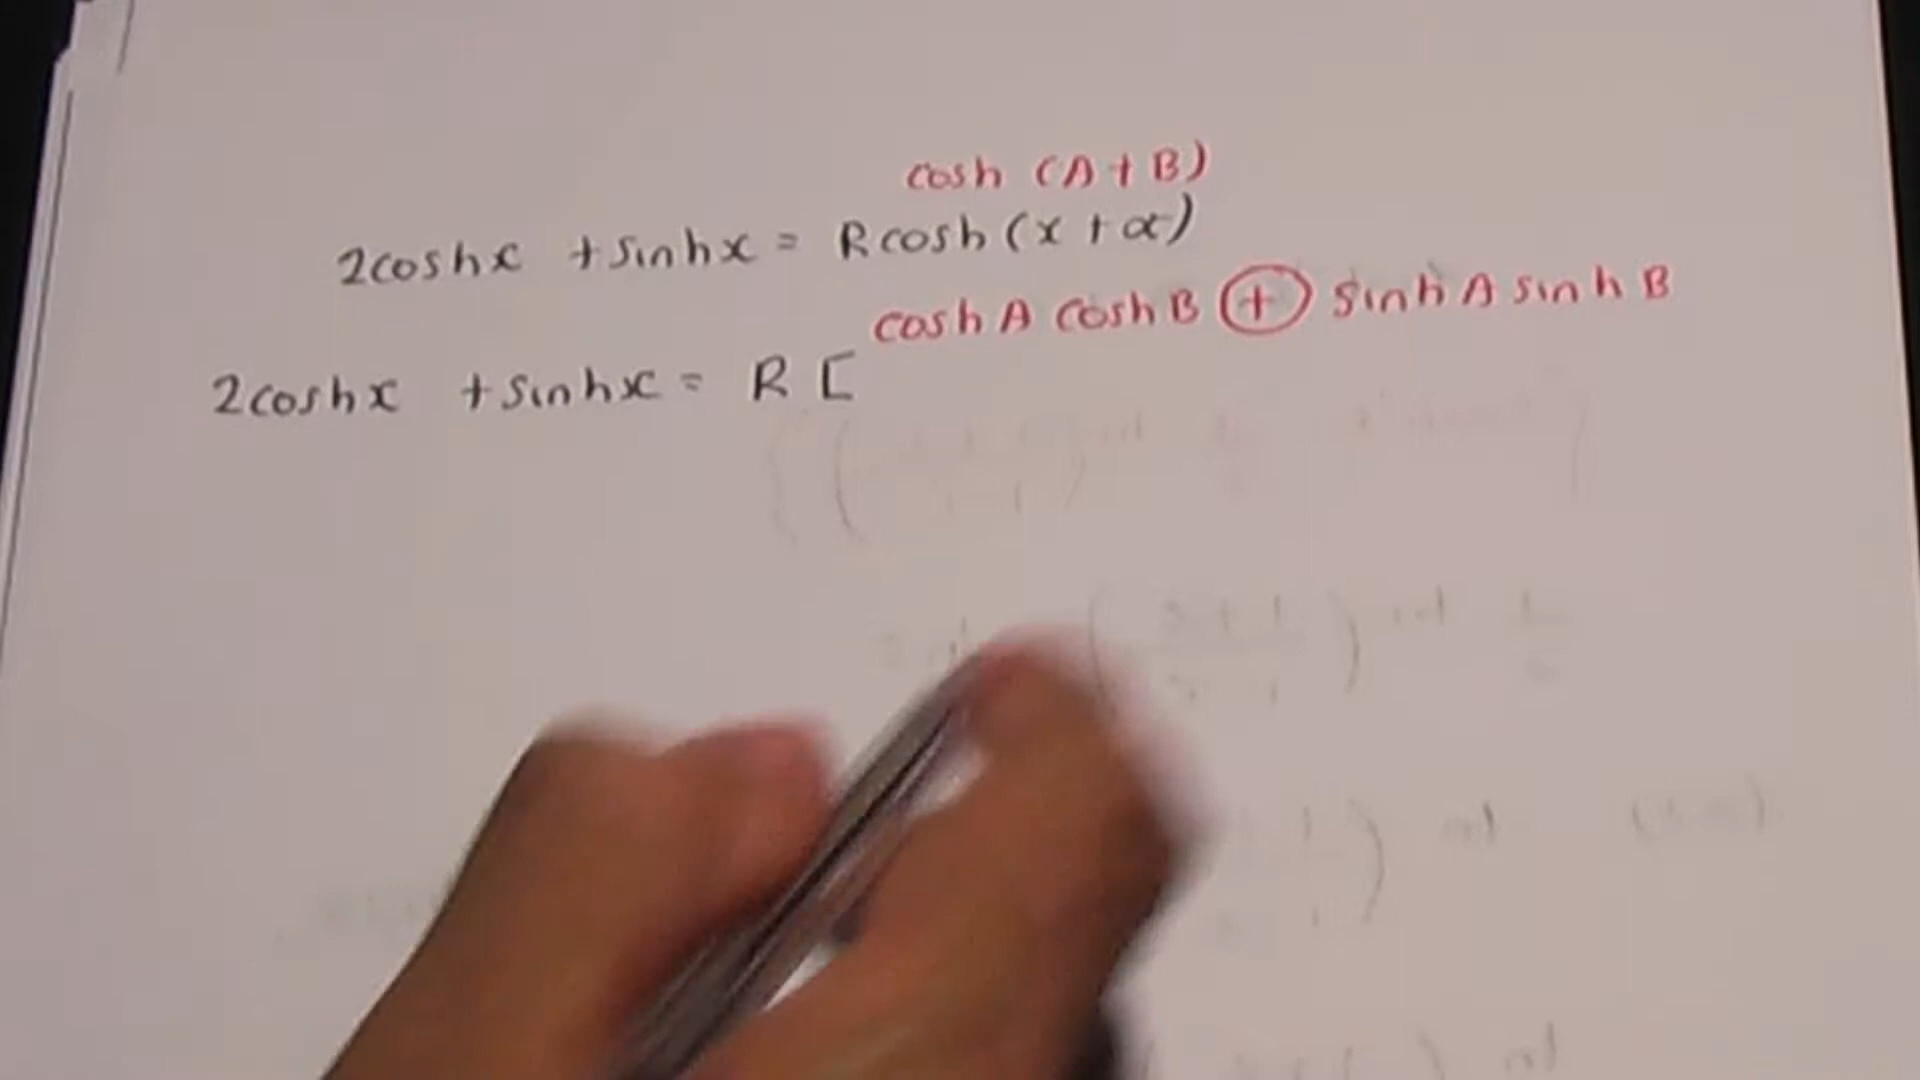 cosh (A + B)
2coshx + sinhx = Rcosh (x + α)
cosh A cosh B + sinh A sinh B
2coshx + sinhx = R [